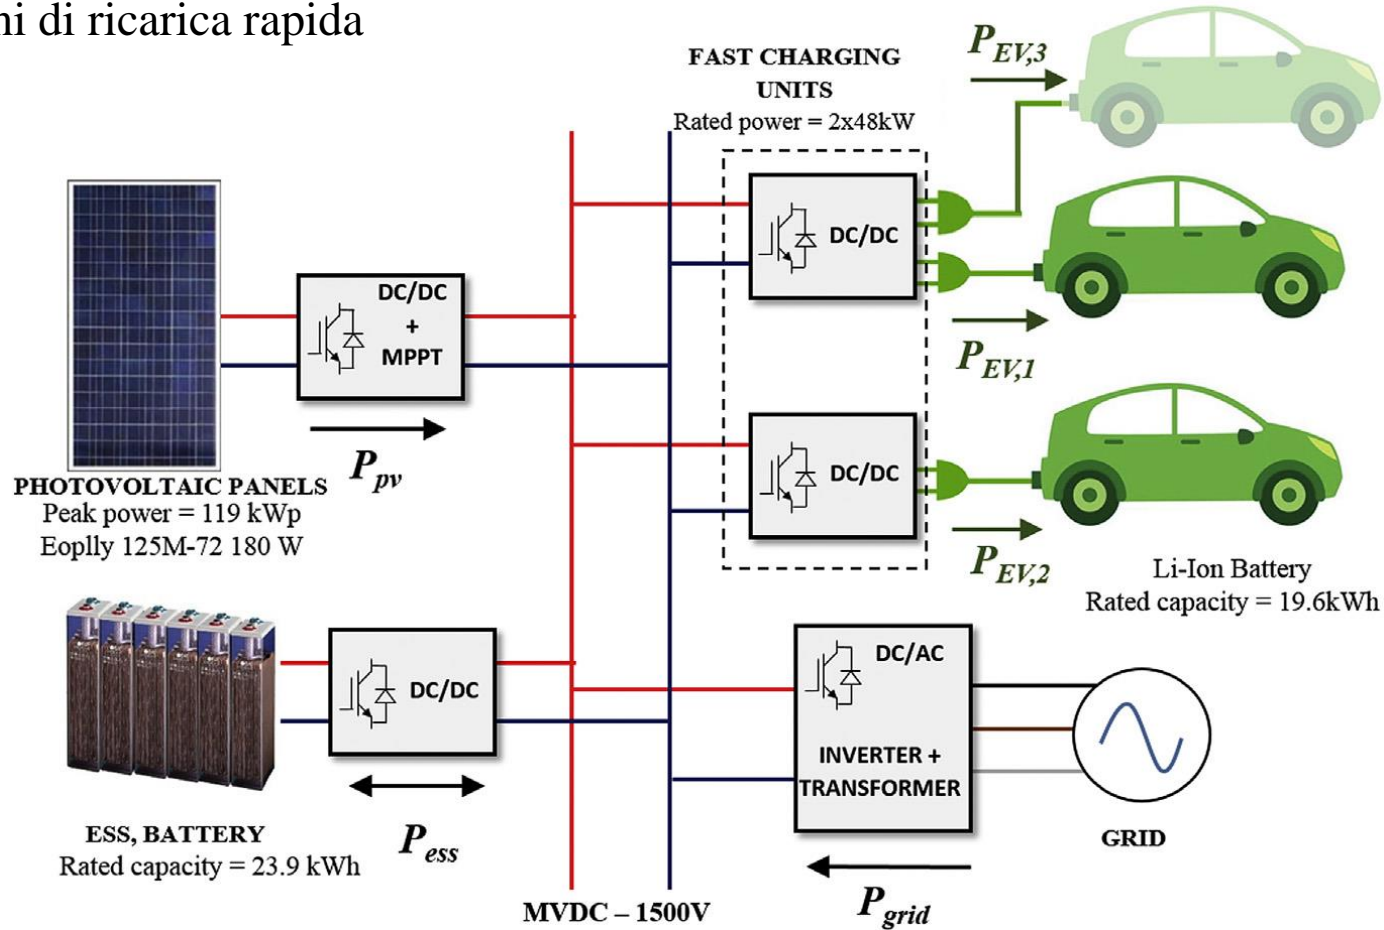 ni di ricarica rapida
P_EV,3
FAST CHARGING
UNITS
Rated power = 2x48kW
DC/DC
P_EV,1
DC/DC
+
MPPT
P_pv
PHOTOVOLTAIC PANELS
Peak power = 119 kWp
Eoplly 125M-72 180 W
DC/DC
P_EV,2
Li-Ion Battery
Rated capacity = 19.6kWh
DC/DC
P_ess
ESS, BATTERY
Rated capacity = 23.9 kWh
DC/AC
INVERTER +
TRANSFORMER
GRID
P_grid
MVDC – 1500V